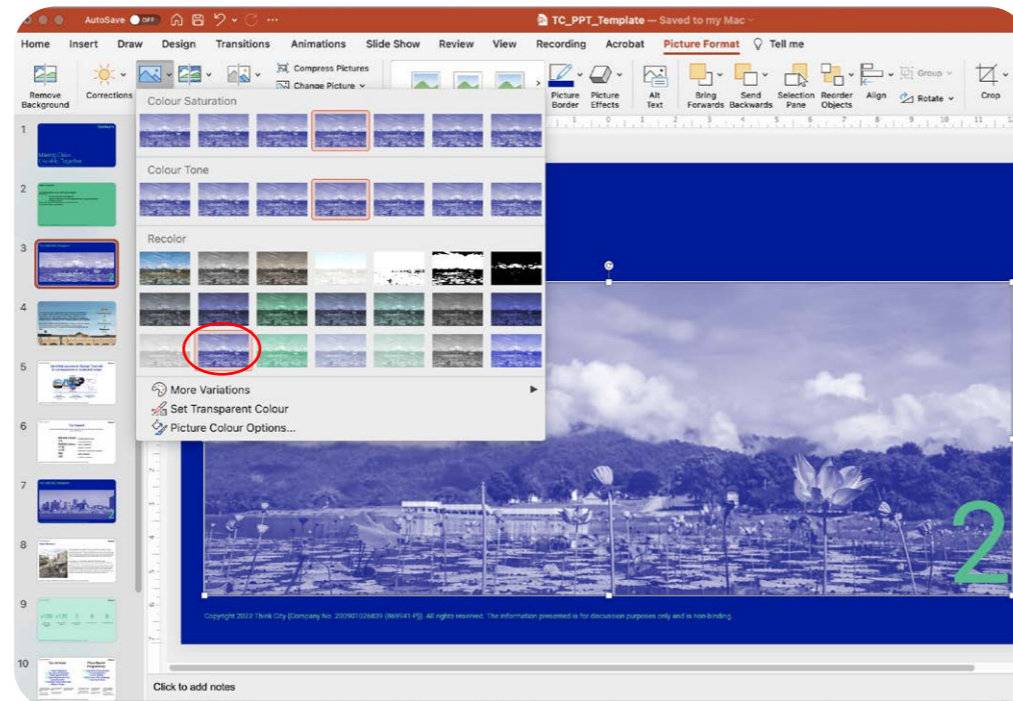 AutoSave OFF TC_PPT_Template — Saved to my Mac
Home Insert Draw Design Transitions Animations Slide Show Review View Recording Acrobat Picture Format Tell me
Remove Background
Corrections
Compress Pictures
Change Picture
Picture Border
Picture Effects
Alt Text
Bring Forwards
Send Backwards
Selection Pane
Reorder Objects
Align
Group
Rotate
Crop
Colour Saturation
Colour Tone
Recolor
More Variations
Set Transparent Colour
Picture Colour Options...
1
2
3
4
5
6
7
8
9
10
2
Copyright 2022 Think City (Company No. 200901026839 (869941-P)). All rights reserved. The information presented is for discussion purposes only and is non-binding.
Click to add notes